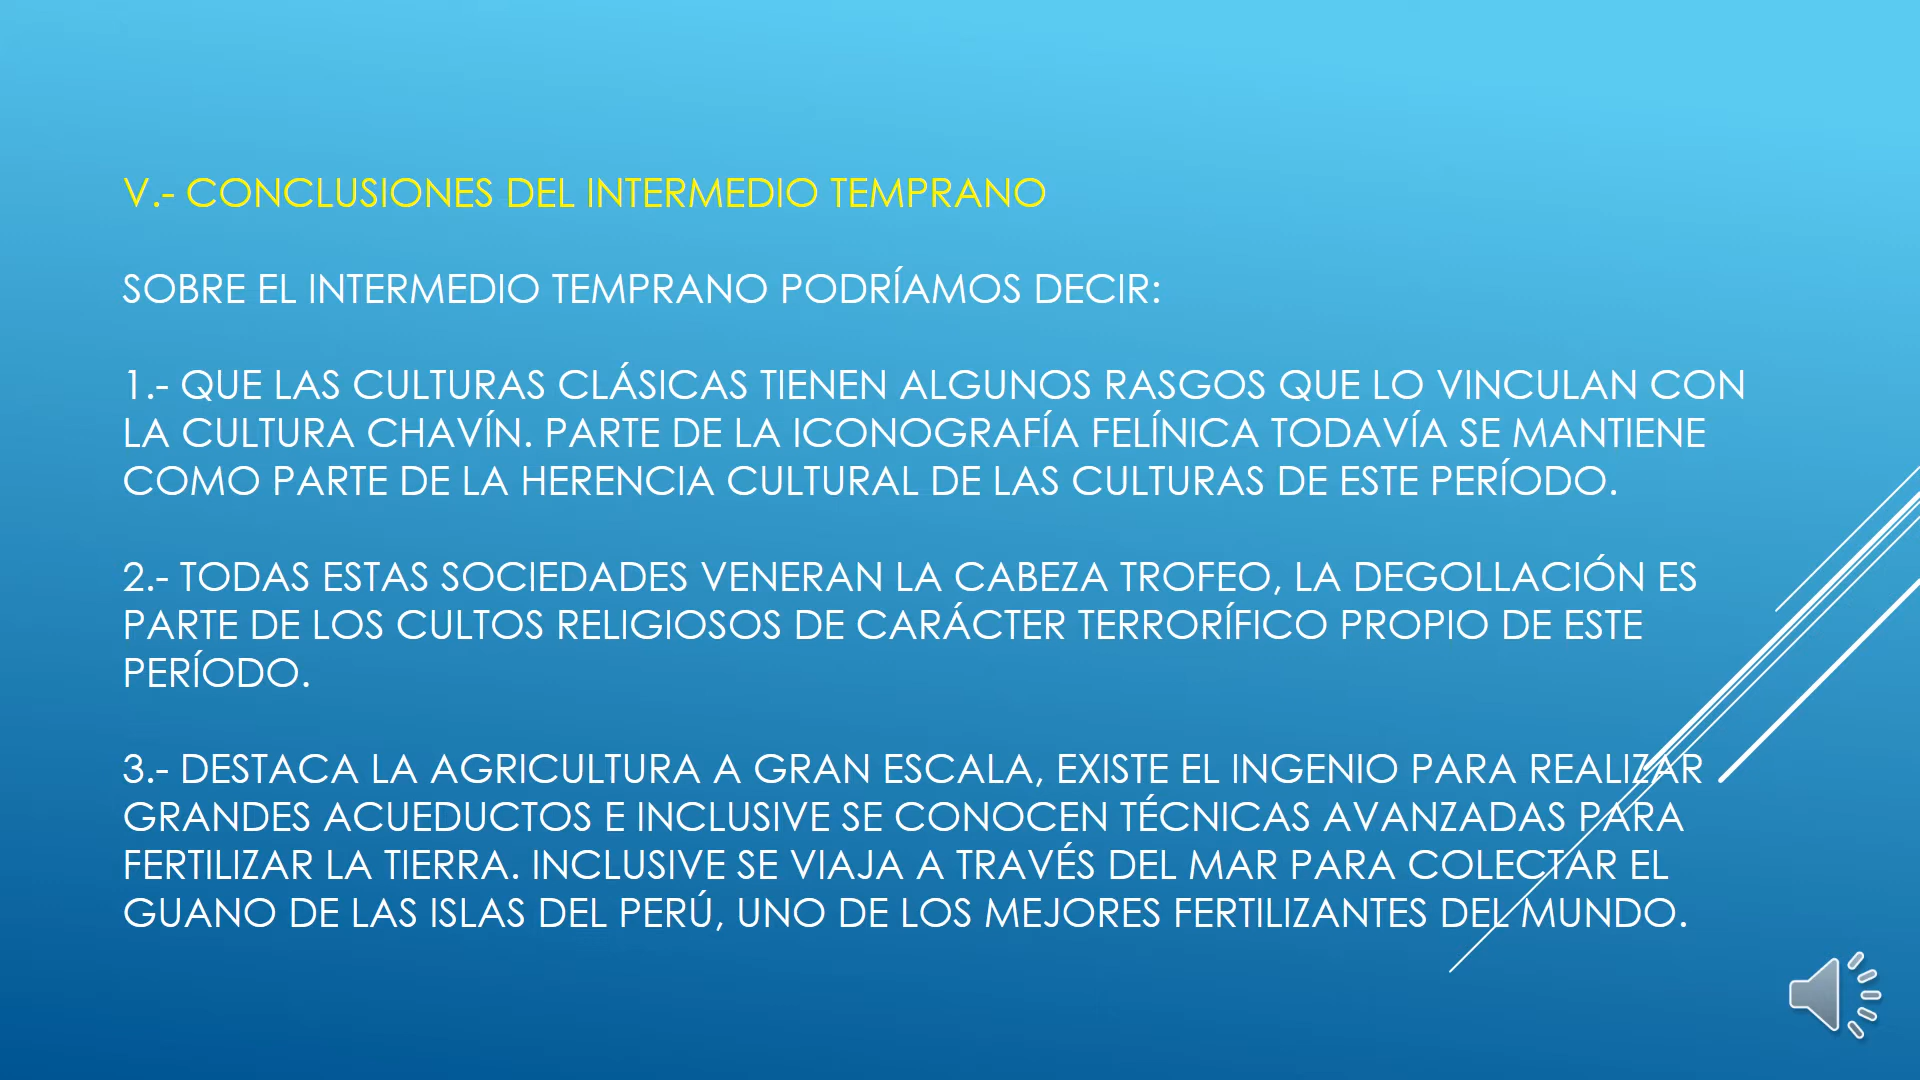 V.- CONCLUSIONES DEL INTERMEDIO TEMPRANO
SOBRE EL INTERMEDIO TEMPRANO PODRÍAMOS DECIR:
1.- QUE LAS CULTURAS CLÁSICAS TIENEN ALGUNOS RASGOS QUE LO VINCULAN CON
LA CULTURA CHAVÍN. PARTE DE LA ICONOGRAFÍA FELÍNICA TODAVÍA SE MANTIENE
COMO PARTE DE LA HERENCIA CULTURAL DE LAS CULTURAS DE ESTE PERÍODO.
2.- TODAS ESTAS SOCIEDADES VENERAN LA CABEZA TROFEO, LA DEGOLLACIÓN ES
PARTE DE LOS CULTOS RELIGIOSOS DE CARÁCTER TERRORÍFICO PROPIO DE ESTE
PERÍODO.
3.- DESTACA LA AGRICULTURA A GRAN ESCALA, EXISTE EL INGENIO PARA REALIZAR
GRANDES ACUEDUCTOS E INCLUSIVE SE CONOCEN TÉCNICAS AVANZADAS PARA
FERTILIZAR LA TIERRA. INCLUSIVE SE VIAJA A TRAVÉS DEL MAR PARA COLECTAR EL
GUANO DE LAS ISLAS DEL PERÚ, UNO DE LOS MEJORES FERTILIZANTES DEL MUNDO.